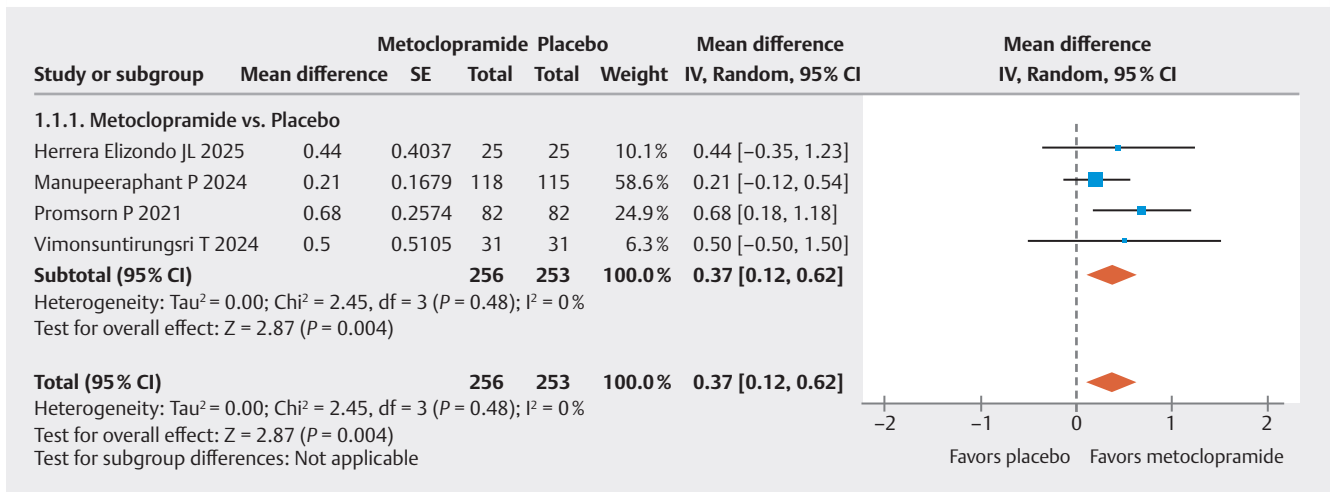 Metoclopramide Placebo Mean difference Mean difference
Study or subgroup Mean difference SE Total Total Weight IV, Random, 95% CI IV, Random, 95% CI
1.1.1. Metoclopramide vs. Placebo
Herrera Elizondo JL 2025 0.44 0.4037 25 25 10.1% 0.44 [−0.35, 1.23]
Manupeeraphant P 2024 0.21 0.1679 118 115 58.6% 0.21 [−0.12, 0.54]
Promsorn P 2021 0.68 0.2574 82 82 24.9% 0.68 [0.18, 1.18]
Vimonsuntirungsri T 2024 0.5 0.5105 31 31 6.3% 0.50 [−0.50, 1.50]
Subtotal (95% CI) 256 253 100.0% 0.37 [0.12, 0.62]
Heterogeneity: Tau² = 0.00; Chi² = 2.45, df = 3 (P = 0.48); I² = 0%
Test for overall effect: Z = 2.87 (P = 0.004)
Total (95% CI) 256 253 100.0% 0.37 [0.12, 0.62]
Heterogeneity: Tau² = 0.00; Chi² = 2.45, df = 3 (P = 0.48); I² = 0%
Test for overall effect: Z = 2.87 (P = 0.004)
Test for subgroup differences: Not applicable
−2 −1 0 1 2
Favors placebo Favors metoclopramide